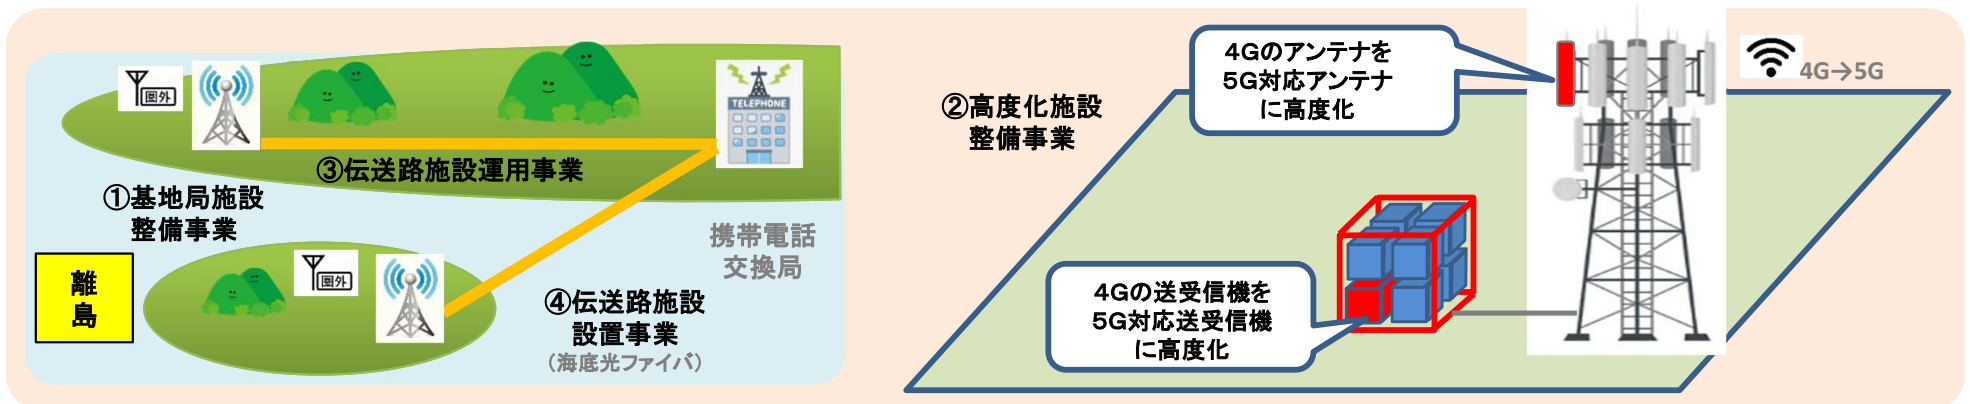 圏外
TELEPHONE
③伝送路施設運用事業
①基地局施設
整備事業
携帯電話
交換局
離
島
圏外
④伝送路施設
設置事業
(海底光ファイバ)
②高度化施設
整備事業
4Gのアンテナを
5G対応アンテナ
に高度化
4G→5G
4Gの送受信機を
5G対応送受信機
に高度化